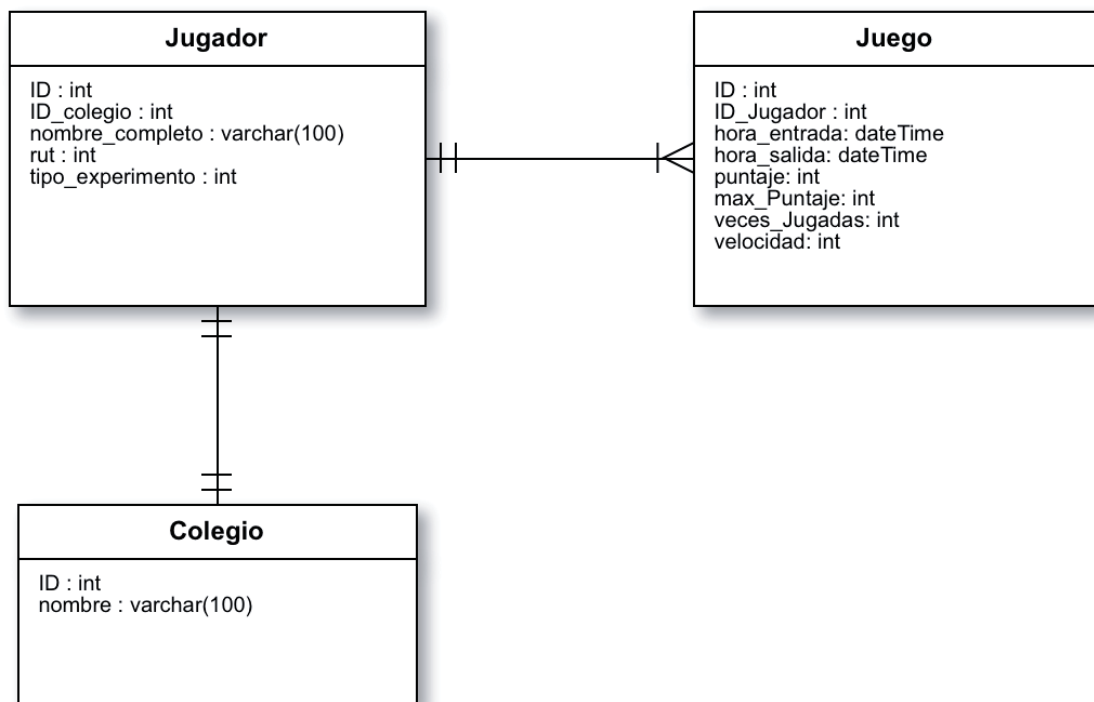 Jugador
ID : int
ID_colegio : int
nombre_completo : varchar(100)
rut : int
tipo_experimento : int
Juego
ID : int
ID_Jugador : int
hora_entrada: dateTime
hora_salida: dateTime
puntaje: int
max_Puntaje: int
veces_Jugadas: int
velocidad: int
Colegio
ID : int
nombre : varchar(100)